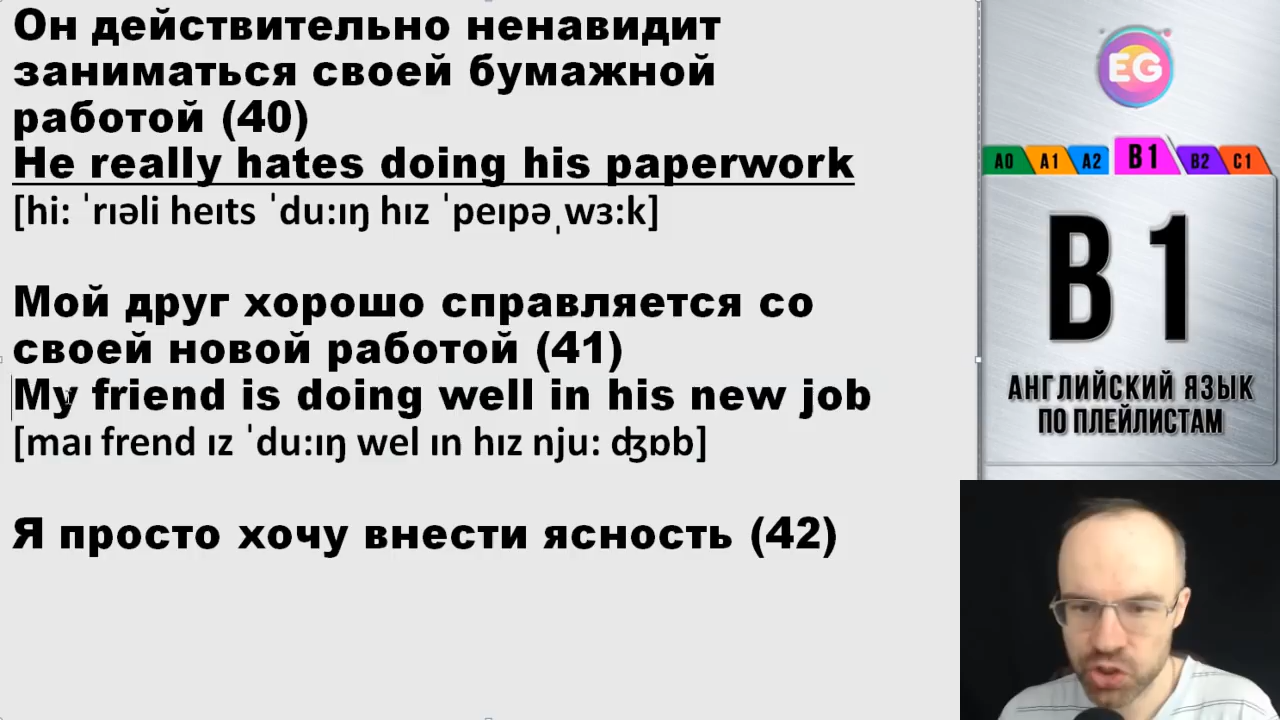 Он действительно ненавидит
заниматься своей бумажной
работой (40)
He really hates doing his paperwork
[hi: ˈrɪəli heɪts ˈdu:ɪŋ hɪz ˈpeɪpəˌwɜ:k]
Мой друг хорошо справляется со
своей новой работой (41)
My friend is doing well in his new job
[maɪ frend ɪz ˈdu:ɪŋ wel ɪn hɪz nju: ʤɒb]
Я просто хочу внести ясность (42)
EG
A0 A1 A2 B1 B2 C1
B1
АНГЛИЙСКИЙ ЯЗЫК
ПО ПЛЕЙЛИСТАМ